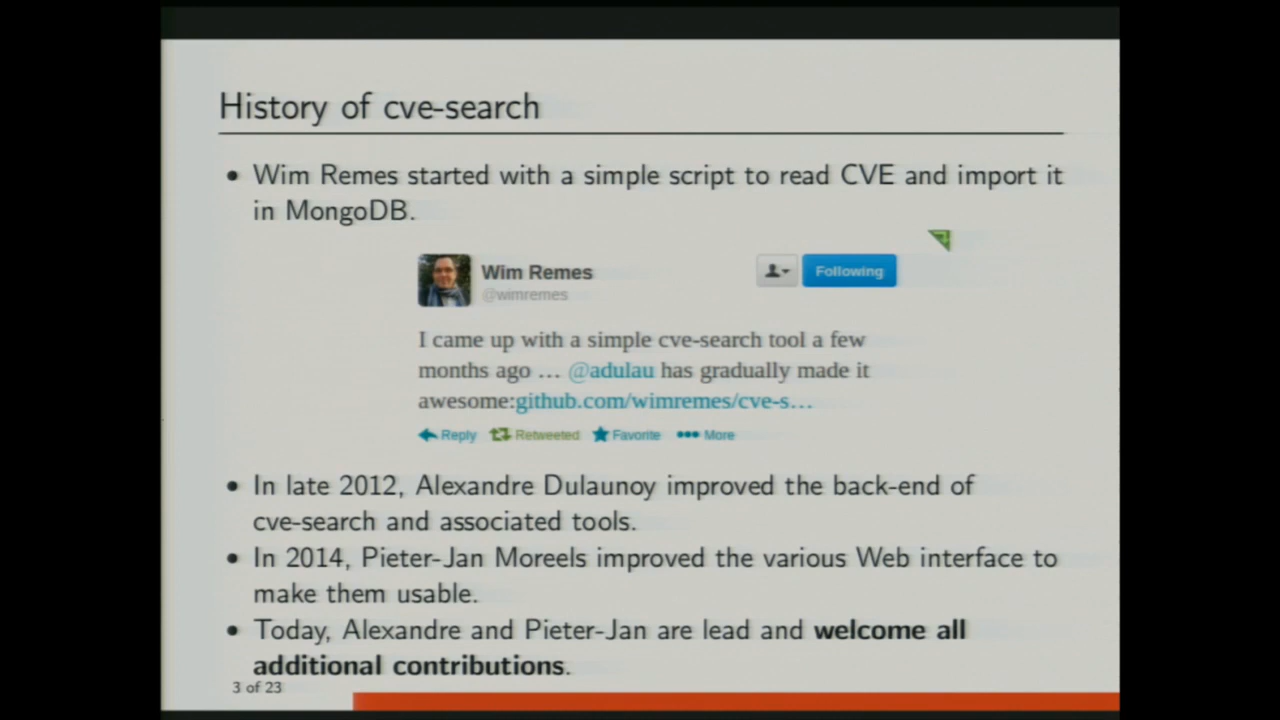 History of cve-search
• Wim Remes started with a simple script to read CVE and import it
in MongoDB.
Wim Remes
@wimremes
Following
I came up with a simple cve-search tool a few
months ago … @adulau has gradually made it
awesome:github.com/wimremes/cve-s…
Reply Retweeted Favorite More
• In late 2012, Alexandre Dulaunoy improved the back-end of
cve-search and associated tools.
• In 2014, Pieter-Jan Moreels improved the various Web interface to
make them usable.
• Today, Alexandre and Pieter-Jan are lead and welcome all
additional contributions.
3 of 23